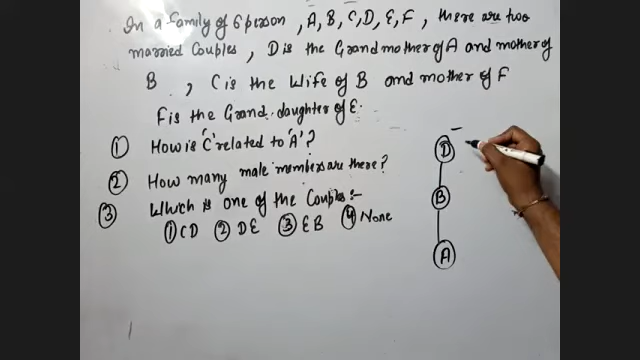 In a family of 6 person, A, B, C, D, E, F, there are two
married Couples, D is the Grand mother of A and mother of
B, C is the Wife of B and mother of F
F is the Grand. daughter of E.
① How is 'C' related to 'A'?
② How many male members are there?
③ Which is one of the Couples:-
① CD ② DE ③ EB ④ None
D
B
A